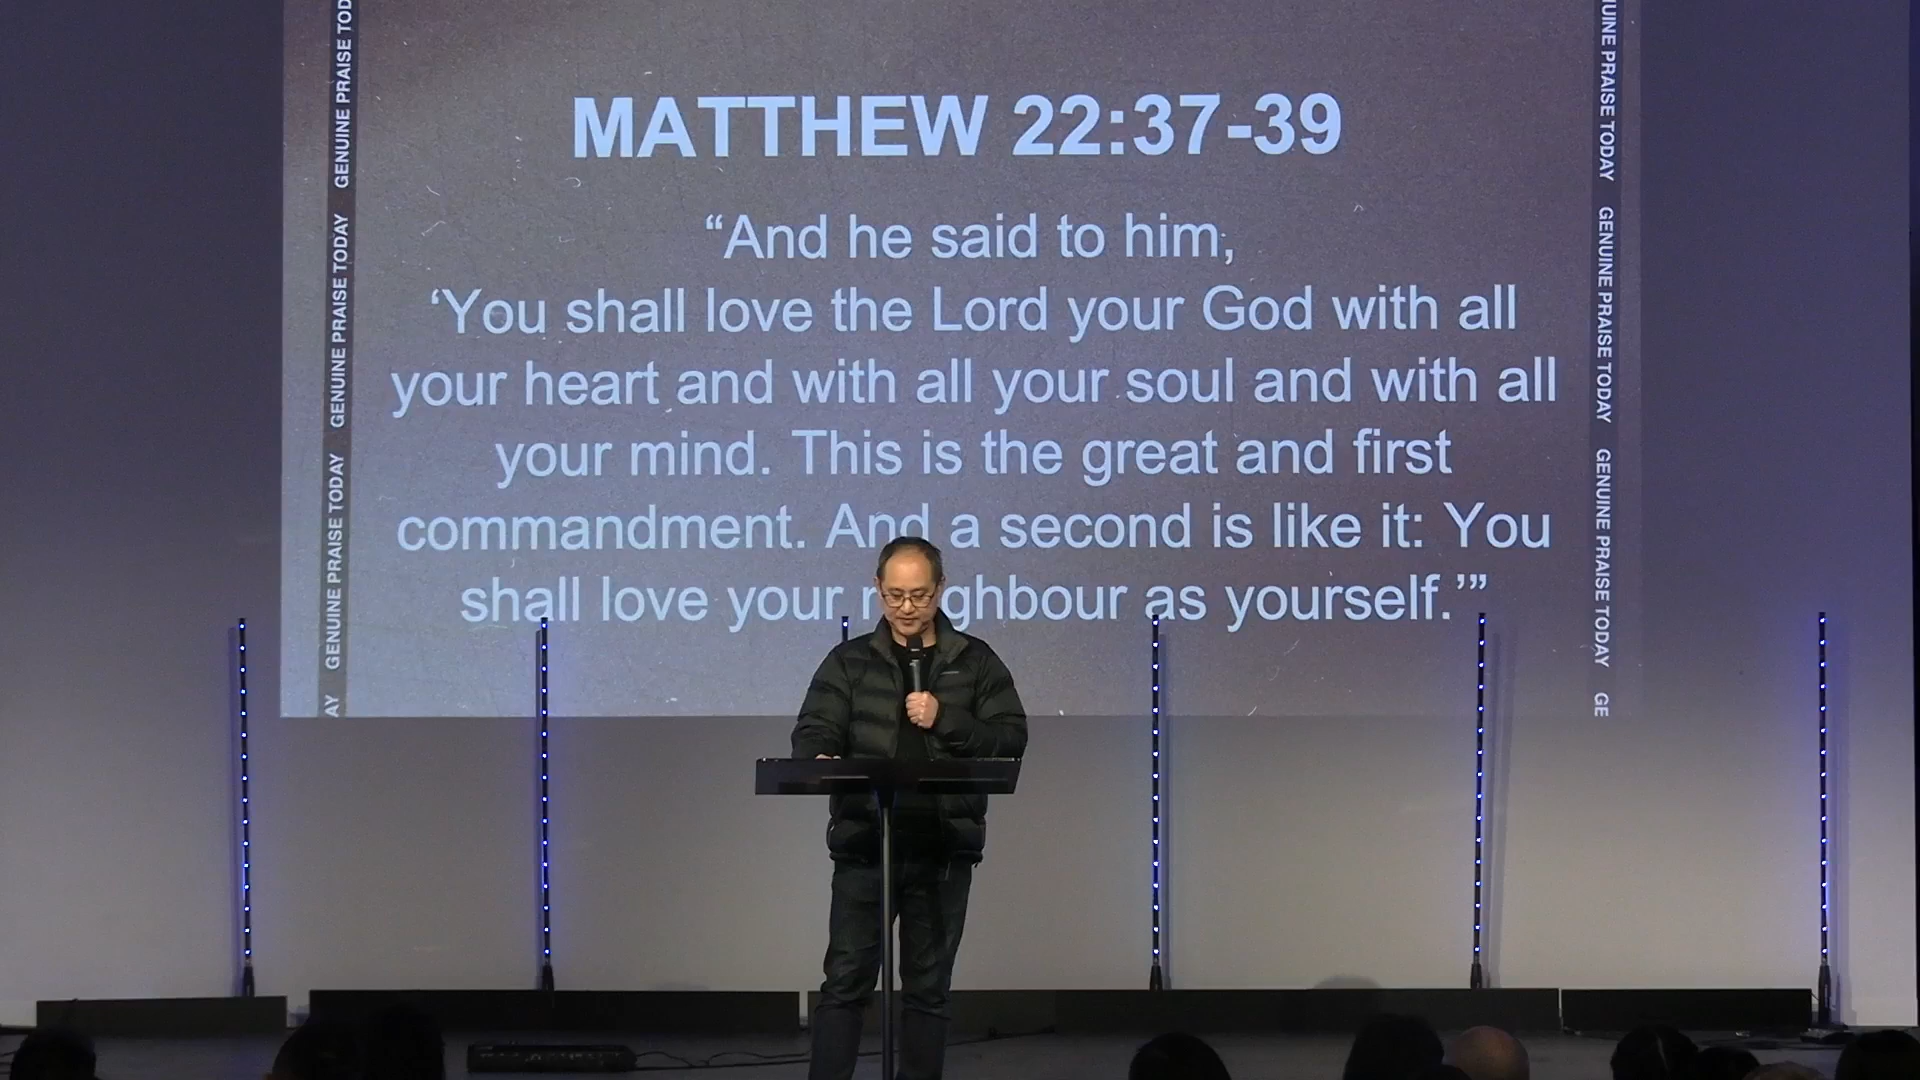 MATTHEW 22:37-39
“And he said to him,
‘You shall love the Lord your God with all
your heart and with all your soul and with all
your mind. This is the great and first
commandment. And a second is like it: You
shall love your as yourself.’”
GENUINE PRAISE TODAY
GENUINE PRAISE TODAY
GENUINE PRAISE TODAY
AY
PRAISE TODAY
GENUINE PRAISE TODAY
GENUINE PRAISE TODAY
GE